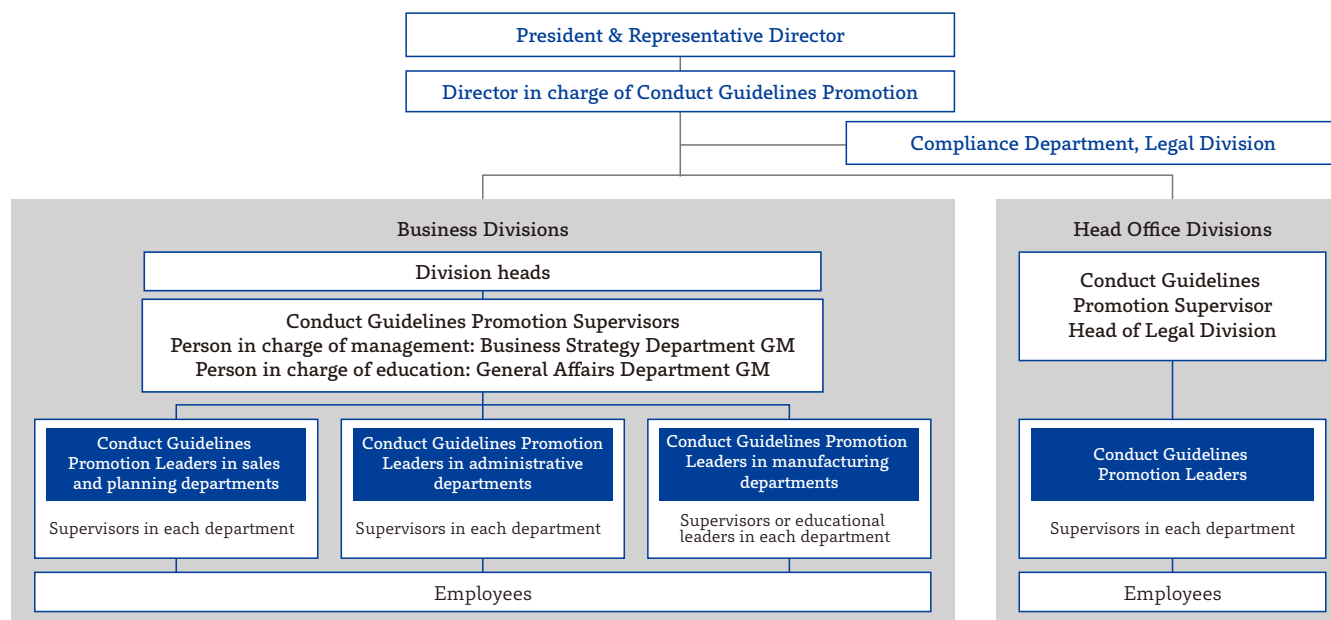 President & Representative Director
Director in charge of Conduct Guidelines Promotion
Compliance Department, Legal Division
Business Divisions
Division heads
Conduct Guidelines Promotion Supervisors
Person in charge of management: Business Strategy Department GM
Person in charge of education: General Affairs Department GM
Conduct Guidelines
Promotion Leaders in sales
and planning departments
Supervisors in each department
Conduct Guidelines Promotion
Leaders in administrative
departments
Supervisors in each department
Conduct Guidelines Promotion
Leaders in manufacturing
departments
Supervisors or educational
leaders in each department
Employees
Head Office Divisions
Conduct Guidelines
Promotion Supervisor
Head of Legal Division
Conduct Guidelines
Promotion Leaders
Supervisors in each department
Employees